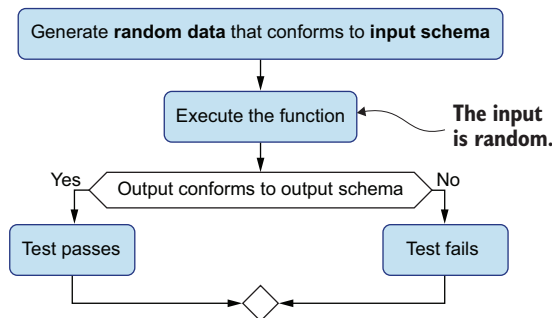 Generate random data that conforms to input schema
Execute the function
The input
is random.
Yes
Output conforms to output schema
No
Test passes
Test fails